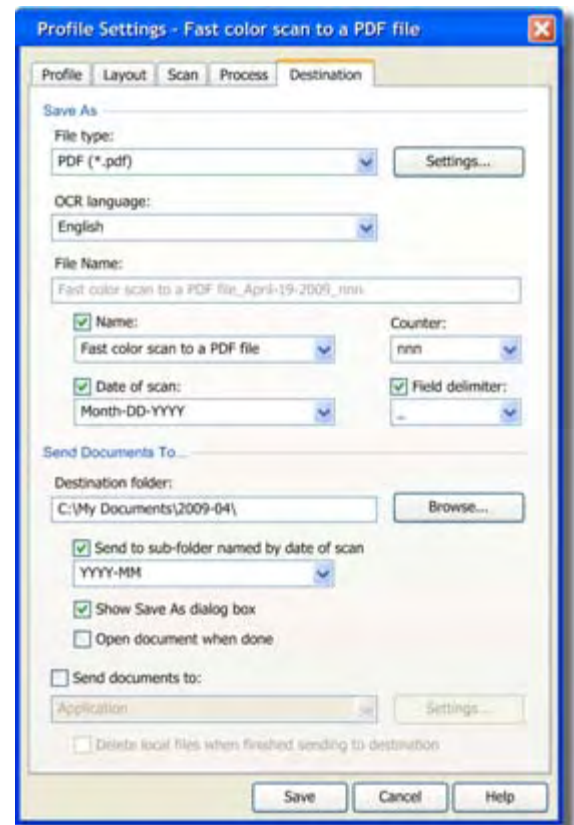 Profile Settings - Fast color scan to a PDF file
Profile Layout Scan Process Destination
Save As
File type:
PDF (*.pdf) Settings...
OCR language:
English
File Name:
Fast color scan to a PDF file_April-19-2009_nnn
Name: Counter:
Fast color scan to a PDF file nnn
Date of scan: Field delimiter:
Month-DD-YYYY _
Send Documents To...
Destination folder:
C:\My Documents\2009-04\ Browse...
Send to sub-folder named by date of scan
YYYY-MM
Show Save As dialog box
Open document when done
Send documents to:
Application Settings...
Delete local files when finished sending to destination
Save Cancel Help